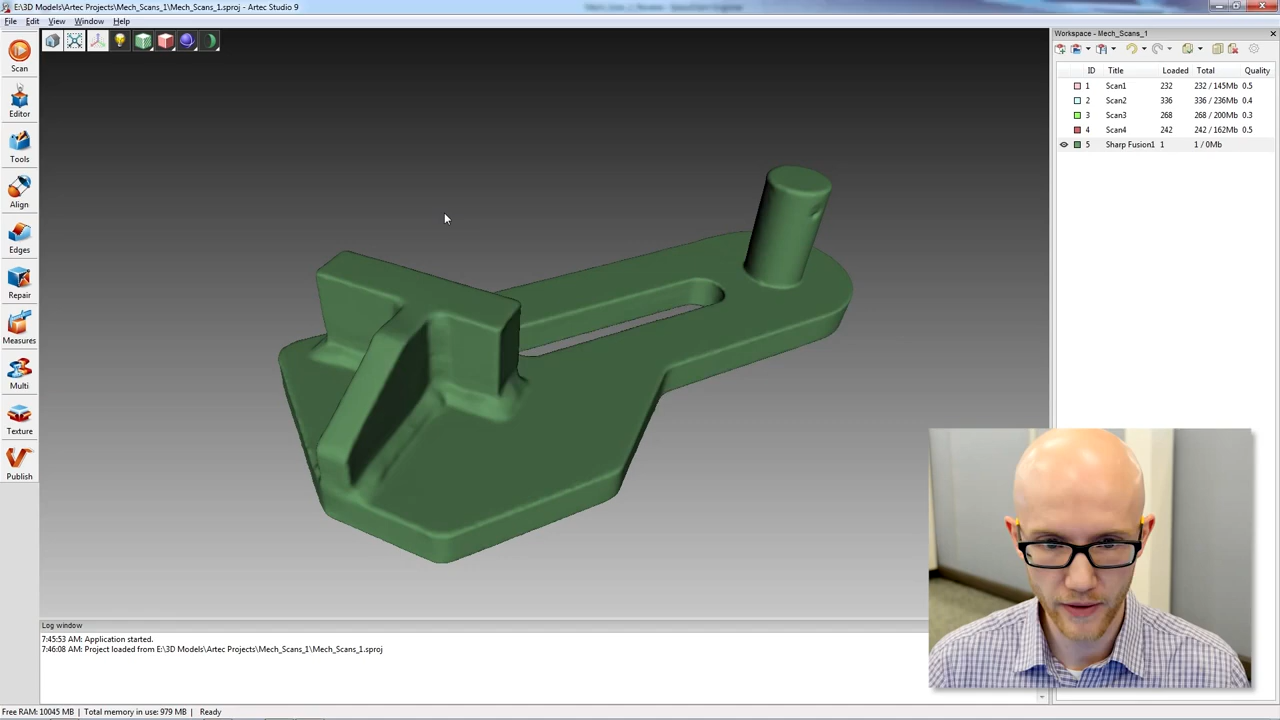 E:\3D Models\Artec Projects\Mech_Scans_1\Mech_Scans_1.sproj - Artec Studio 9
File Edit View Window Help
Workspace - Mech_Scans_1
ID Title Loaded Total Quality
1 Scan1 232 232 / 145Mb 0.5
2 Scan2 336 336 / 236Mb 0.4
3 Scan3 268 268 / 200Mb 0.3
4 Scan4 242 242 / 162Mb 0.5
5 Sharp Fusion1 1 1 / 0Mb
Scan
Editor
Tools
Align
Edges
Repair
Measures
Multi
Texture
Publish
Log window
7:45:53 AM: Application started.
7:46:08 AM: Project loaded from E:\3D Models\Artec Projects\Mech_Scans_1\Mech_Scans_1.sproj
Free RAM: 10045 MB | Total memory in use: 979 MB | Ready